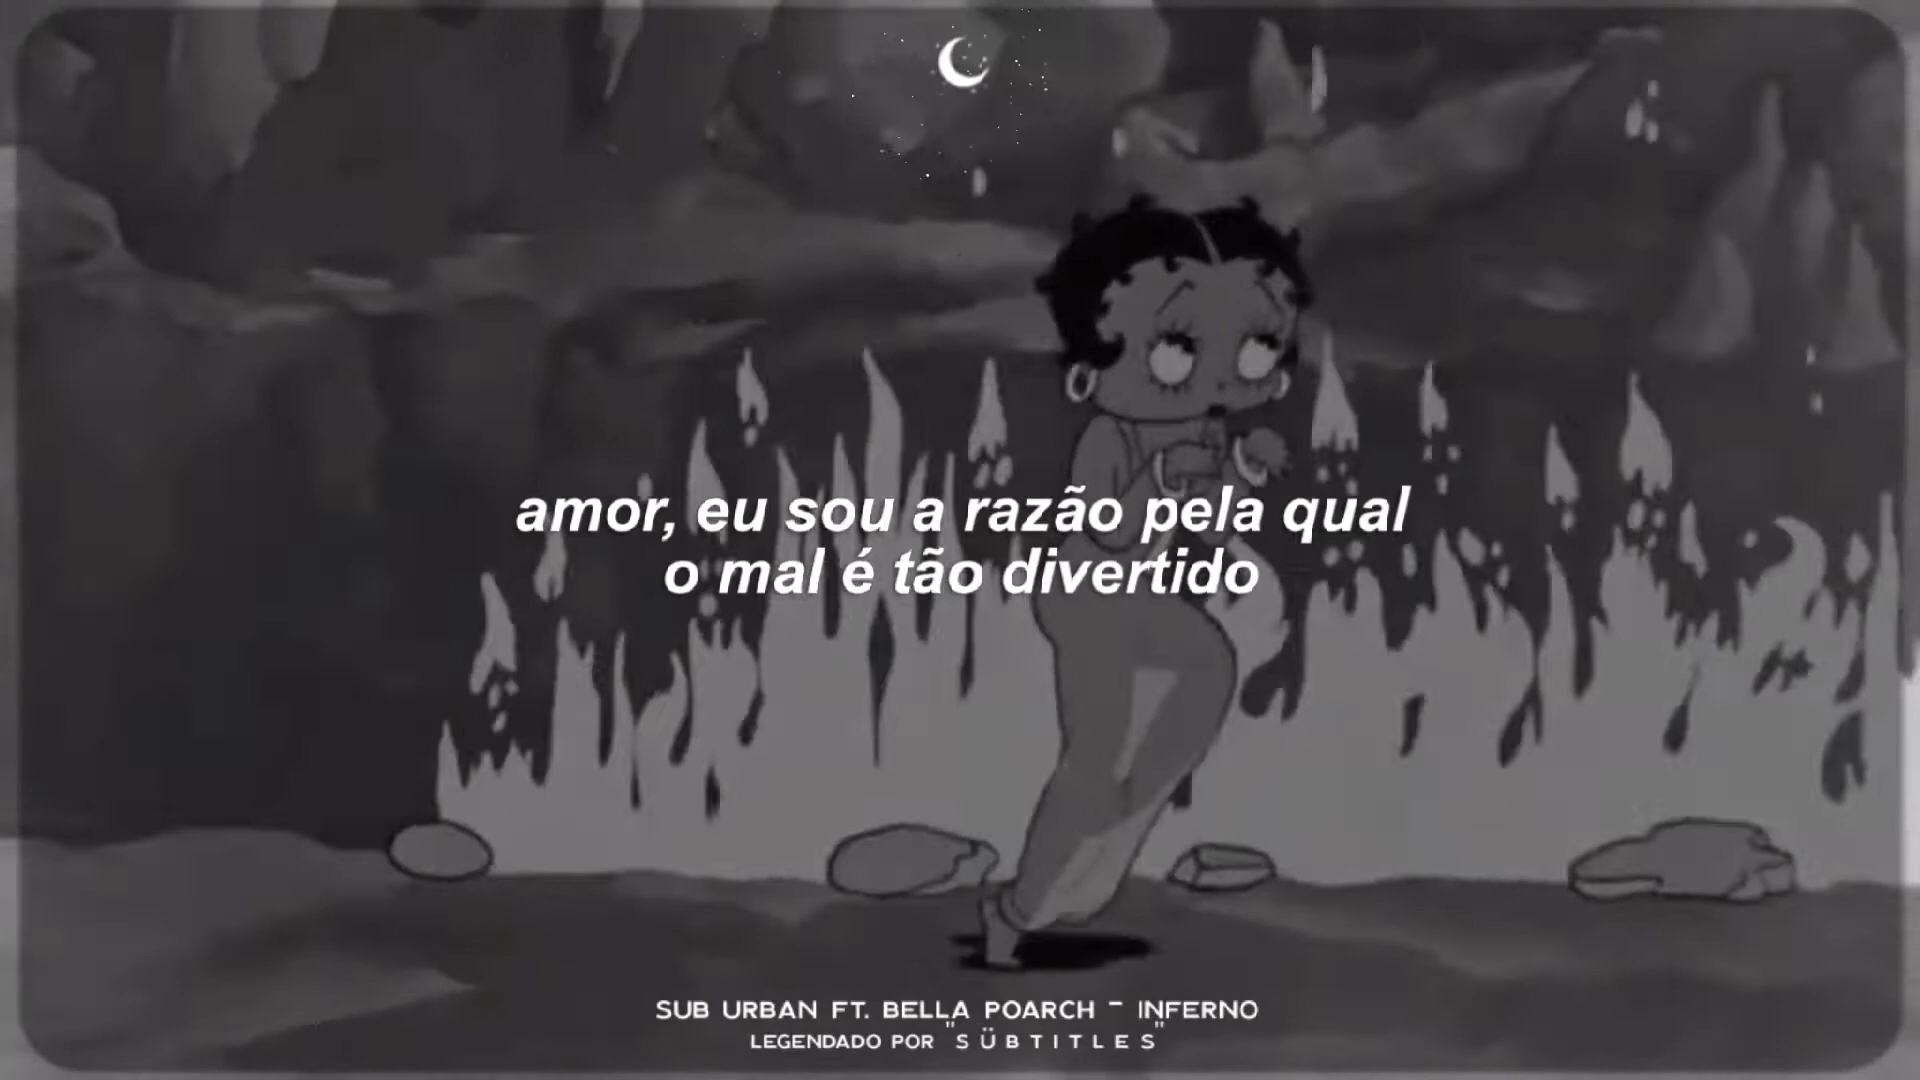 amor, eu sou a razão pela qual
o mal é tão divertido
SUB URBAN FT. BELLA POARCH - INFERNO
LEGENDADO POR "SÜBTITLES"